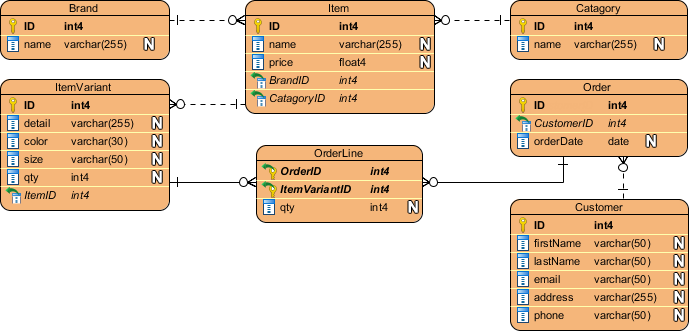 Brand
ID int4
name varchar(255) N
Item
ID int4
name varchar(255) N
price float4 N
BrandID int4
CatagoryID int4
Catagory
ID int4
name varchar(255) N
ItemVariant
ID int4
detail varchar(255) N
color varchar(30) N
size varchar(50) N
qty int4 N
ItemID int4
OrderLine
OrderID int4
ItemVariantID int4
qty int4 N
Order
ID int4
CustomerID int4
orderDate date N
Customer
ID int4
firstName varchar(50) N
lastName varchar(50) N
email varchar(50) N
address varchar(255) N
phone varchar(50) N